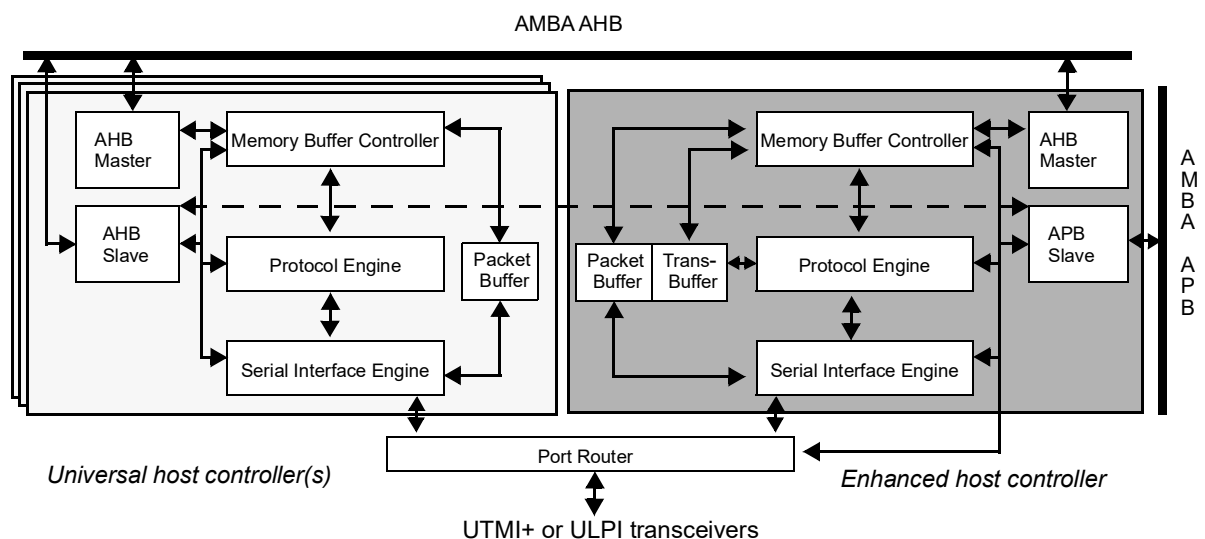 AMBA AHB
AHB
Master
Memory Buffer Controller
AHB
Slave
Protocol Engine
Packet
Buffer
Serial Interface Engine
Memory Buffer Controller
AHB
Master
Packet
Buffer
Trans-
Buffer
Protocol Engine
APB
Slave
Serial Interface Engine
AMBA APB
Port Router
Universal host controller(s)
Enhanced host controller
UTMI+ or ULPI transceivers